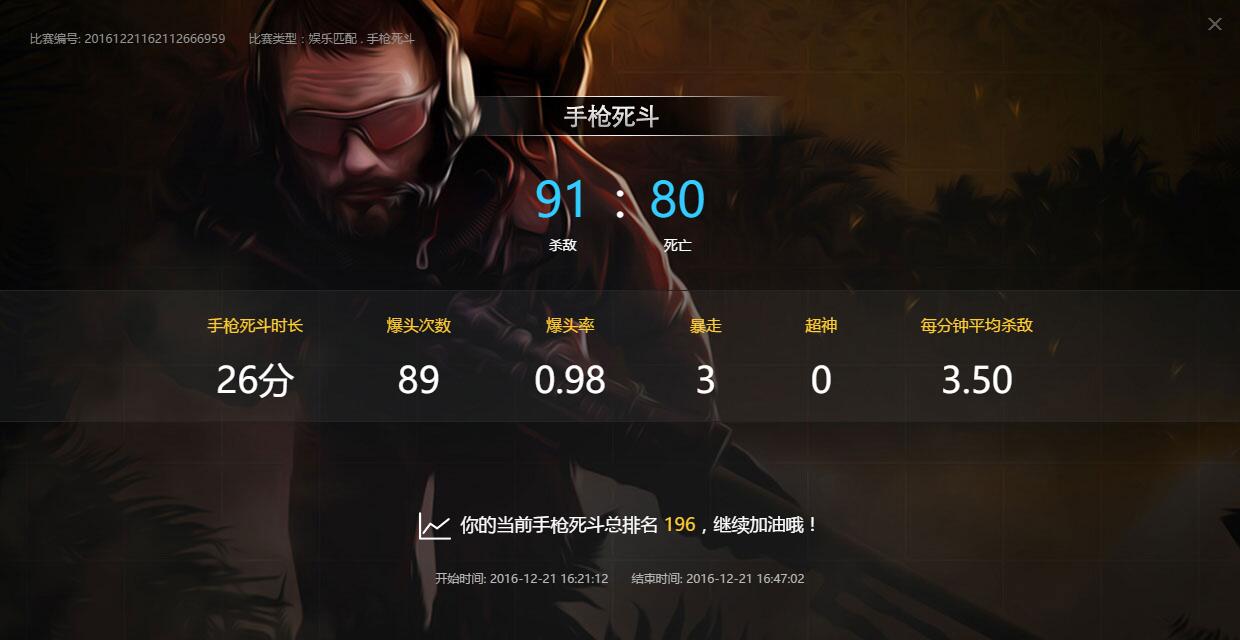 比赛编号: 20161221162112666959 比赛类型：娱乐匹配 . 手枪死斗
手枪死斗
91 : 80
杀敌 死亡
手枪死斗时长 爆头次数 爆头率 暴走 超神 每分钟平均杀敌
26分 89 0.98 3 0 3.50
你的当前手枪死斗总排名 196，继续加油哦！
开始时间: 2016-12-21 16:21:12 结束时间: 2016-12-21 16:47:02